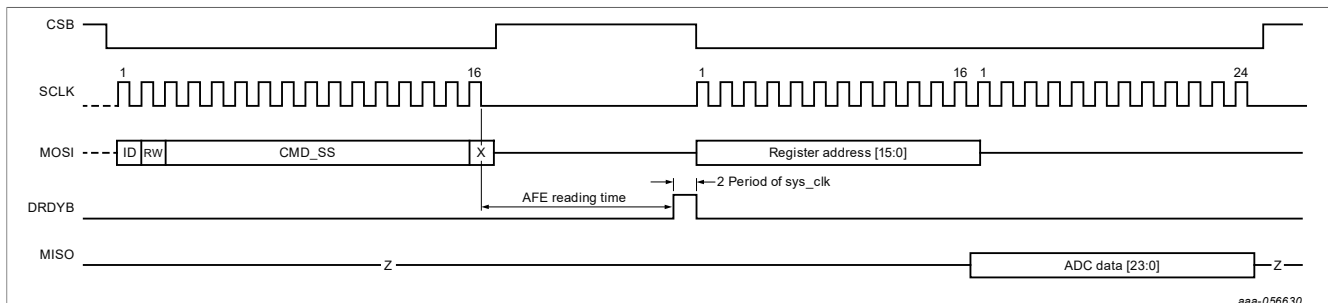 CSB
1 16 1 16 1 24
SCLK
MOSI ID RW CMD_SS X Register address [15:0]
2 Period of sys_clk
AFE reading time
DRDYB
MISO Z ADC data [23:0] Z
aaa-056630